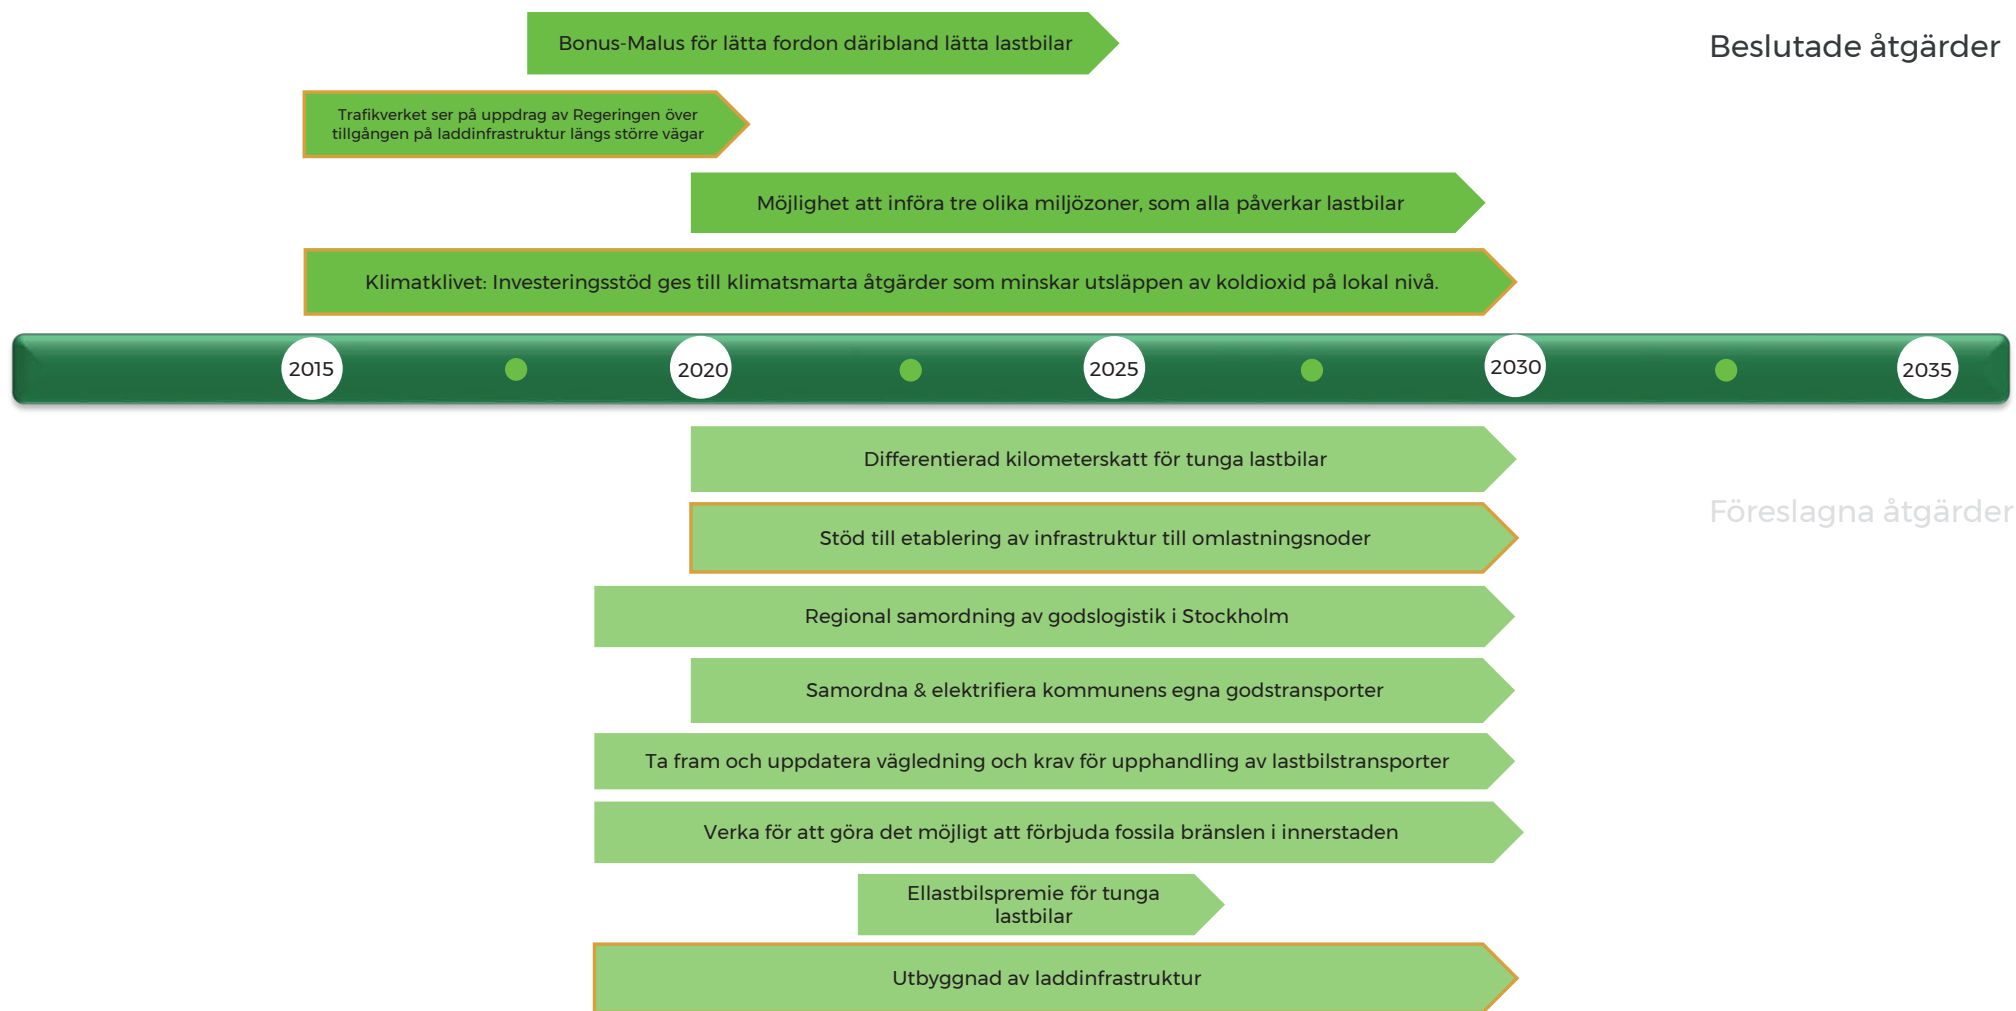 Bonus-Malus för lätta fordon däribland lätta lastbilar
Beslutade åtgärder
Trafikverket ser på uppdrag av Regeringen över
tillgången på laddinfrastruktur längs större vägar
Möjlighet att införa tre olika miljözoner, som alla påverkar lastbilar
Klimatklivet: Investeringsstöd ges till klimatsmarta åtgärder som minskar utsläppen av koldioxid på lokal nivå.
2015
2020
2025
2030
2035
Differentierad kilometerskatt för tunga lastbilar
Föreslagna åtgärder
Stöd till etablering av infrastruktur till omlastningsnoder
Regional samordning av godslogistik i Stockholm
Samordna & elektrifiera kommunens egna godstransporter
Ta fram och uppdatera vägledning och krav för upphandling av lastbilstransporter
Verka för att göra det möjligt att förbjuda fossila bränslen i innerstaden
Ellastbilspremie för tunga
lastbilar
Utbyggnad av laddinfrastruktur